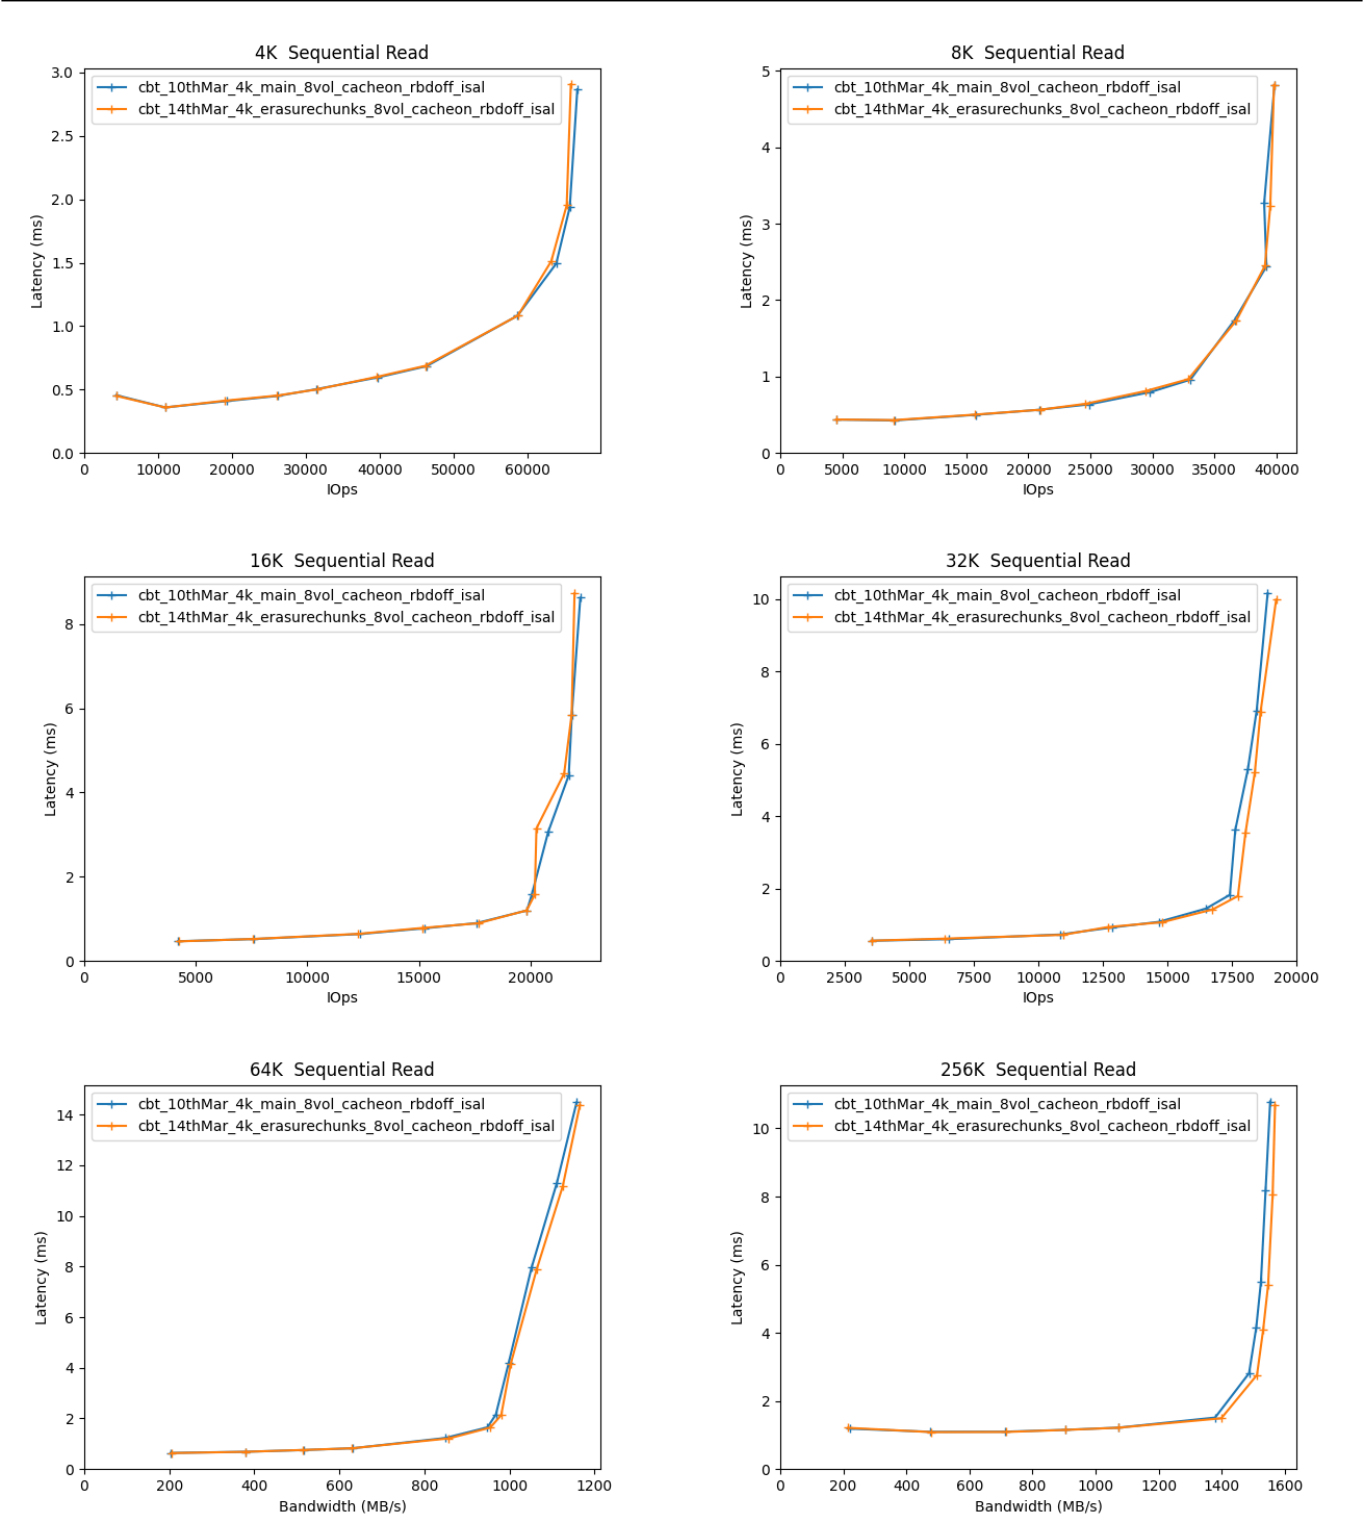 4K  Sequential Read
cbt_10thMar_4k_main_8vol_cacheon_rbdoff_isal
cbt_14thMar_4k_erasurechunks_8vol_cacheon_rbdoff_isal
3.0
2.5
2.0
1.5
1.0
0.5
0.0
Latency (ms)
0 10000 20000 30000 40000 50000 60000
IOps
8K  Sequential Read
cbt_10thMar_4k_main_8vol_cacheon_rbdoff_isal
cbt_14thMar_4k_erasurechunks_8vol_cacheon_rbdoff_isal
5
4
3
2
1
0
Latency (ms)
0 5000 10000 15000 20000 25000 30000 35000 40000
IOps
16K  Sequential Read
cbt_10thMar_4k_main_8vol_cacheon_rbdoff_isal
cbt_14thMar_4k_erasurechunks_8vol_cacheon_rbdoff_isal
8
6
4
2
0
Latency (ms)
0 5000 10000 15000 20000
IOps
32K  Sequential Read
cbt_10thMar_4k_main_8vol_cacheon_rbdoff_isal
cbt_14thMar_4k_erasurechunks_8vol_cacheon_rbdoff_isal
10
8
6
4
2
0
Latency (ms)
0 2500 5000 7500 10000 12500 15000 17500 20000
IOps
64K  Sequential Read
cbt_10thMar_4k_main_8vol_cacheon_rbdoff_isal
cbt_14thMar_4k_erasurechunks_8vol_cacheon_rbdoff_isal
14
12
10
8
6
4
2
0
Latency (ms)
0 200 400 600 800 1000 1200
Bandwidth (MB/s)
256K  Sequential Read
cbt_10thMar_4k_main_8vol_cacheon_rbdoff_isal
cbt_14thMar_4k_erasurechunks_8vol_cacheon_rbdoff_isal
10
8
6
4
2
0
Latency (ms)
0 200 400 600 800 1000 1200 1400 1600
Bandwidth (MB/s)